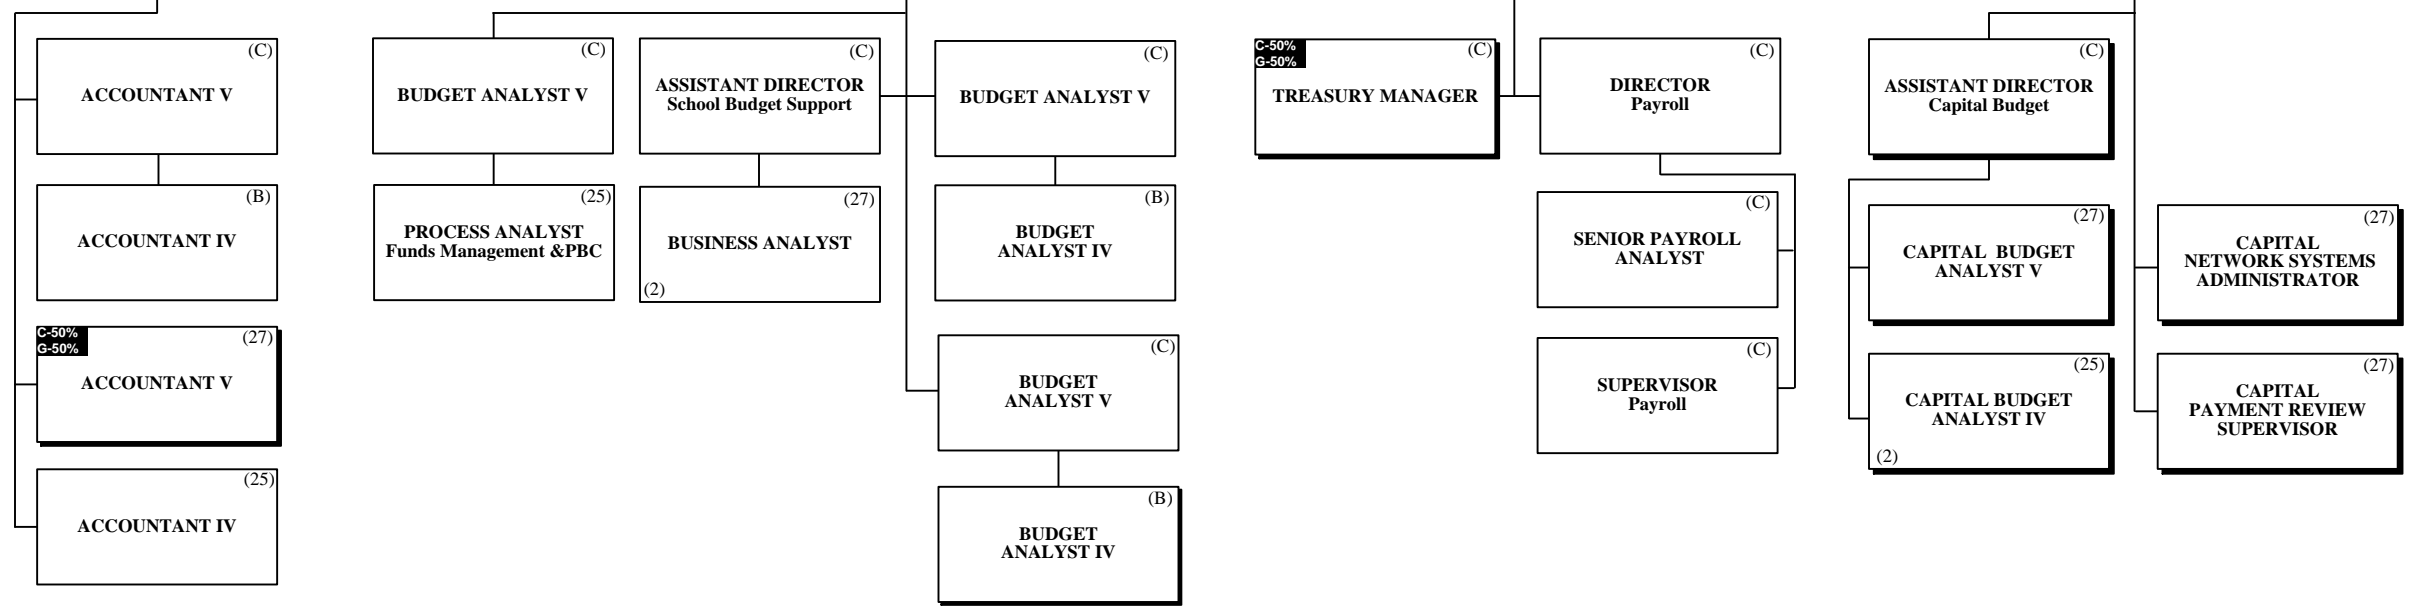 (C)
ACCOUNTANT V
(B)
ACCOUNTANT IV
C-50%
G-50%
(27)
ACCOUNTANT V
(25)
ACCOUNTANT IV
(C)
BUDGET ANALYST V
(25)
PROCESS ANALYST
Funds Management &PBC
(C)
ASSISTANT DIRECTOR
School Budget Support
(27)
BUSINESS ANALYST
(2)
(C)
BUDGET ANALYST V
(B)
BUDGET
ANALYST IV
(C)
BUDGET
ANALYST V
(B)
BUDGET
ANALYST IV
C-50%
G-50%
(C)
TREASURY MANAGER
(C)
DIRECTOR
Payroll
(C)
SENIOR PAYROLL
ANALYST
(C)
SUPERVISOR
Payroll
(C)
ASSISTANT DIRECTOR
Capital Budget
(27)
CAPITAL  BUDGET
ANALYST V
(25)
CAPITAL BUDGET
ANALYST IV
(2)
(27)
CAPITAL
NETWORK SYSTEMS
ADMINISTRATOR
(27)
CAPITAL
PAYMENT REVIEW
SUPERVISOR